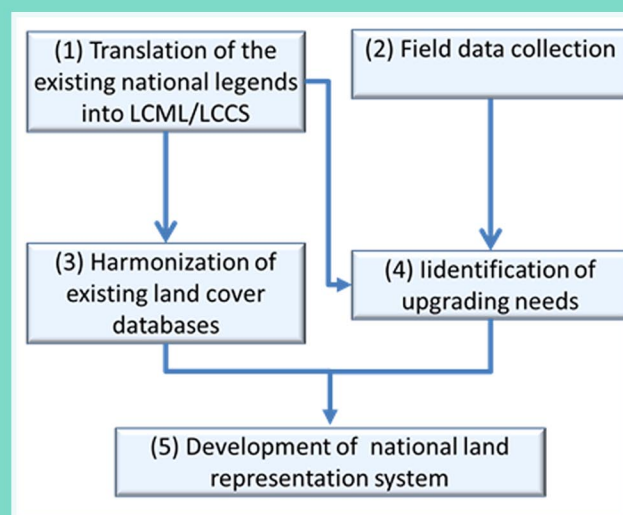 (1) Translation of the
existing national legends
into LCML/LCCS
(2) Field data collection
(3) Harmonization of
existing land cover
databases
(4) Iidentification of
upgrading needs
(5) Development of national land
representation system